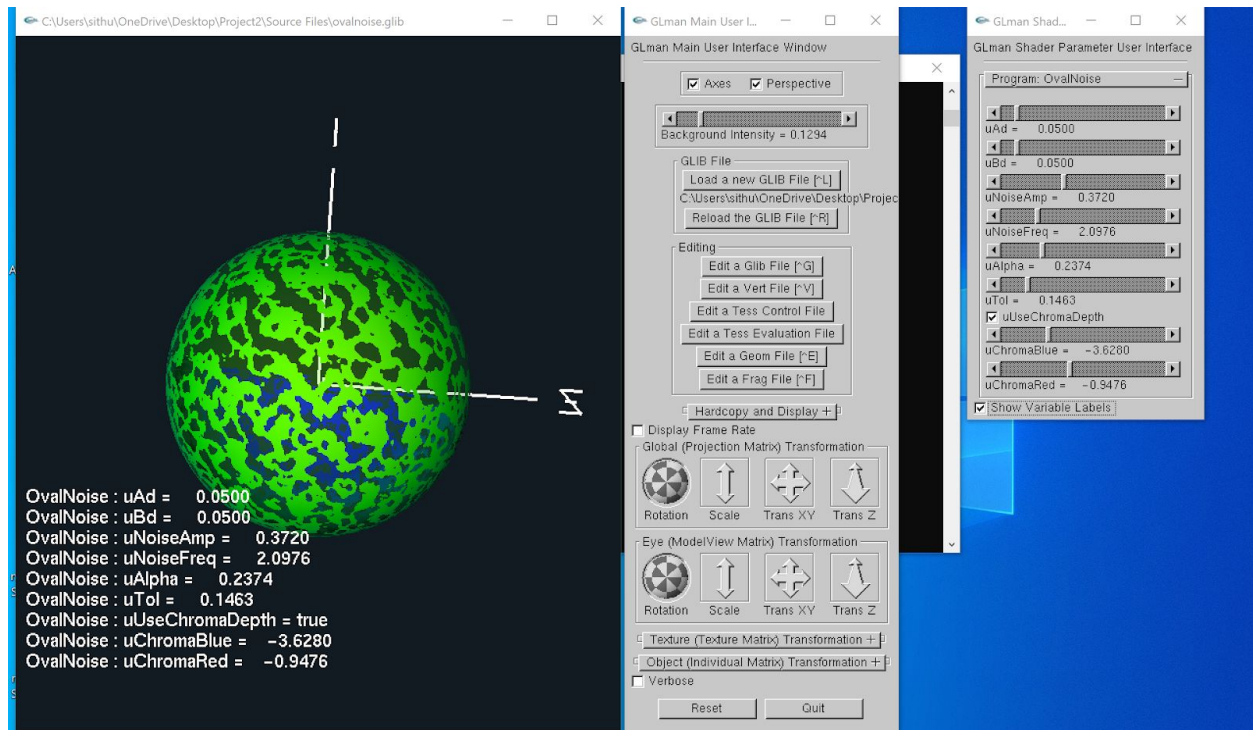 C:\Users\sithu\OneDrive\Desktop\Project2\Source Files\ovalnoise.glib
OvalNoise : uAd = 0.0500
OvalNoise : uBd = 0.0500
OvalNoise : uNoiseAmp = 0.3720
OvalNoise : uNoiseFreq = 2.0976
OvalNoise : uAlpha = 0.2374
OvalNoise : uTol = 0.1463
OvalNoise : uUseChromaDepth = true
OvalNoise : uChromaBlue = -3.6280
OvalNoise : uChromaRed = -0.9476
GLman Main User I...
GLman Main User Interface Window
Axes Perspective
Background Intensity = 0.1294
GLIB File
Load a new GLIB File [^L]
C:\Users\sithu\OneDrive\Desktop\Projec
Reload the GLIB File [^R]
Editing
Edit a Glib File [^G]
Edit a Vert File [^V]
Edit a Tess Control File
Edit a Tess Evaluation File
Edit a Geom File [^E]
Edit a Frag File [^F]
Hardcopy and Display +
Display Frame Rate
Global (Projection Matrix) Transformation
Rotation Scale Trans XY Trans Z
Eye (ModelView Matrix) Transformation
Rotation Scale Trans XY Trans Z
Texture (Texture Matrix) Transformation +
Object (Individual Matrix) Transformation +
Verbose
Reset Quit
GLman Shad...
GLman Shader Parameter User Interface
Program: OvalNoise −
uAd = 0.0500
uBd = 0.0500
uNoiseAmp = 0.3720
uNoiseFreq = 2.0976
uAlpha = 0.2374
uTol = 0.1463
uUseChromaDepth
uChromaBlue = -3.6280
uChromaRed = -0.9476
Show Variable Labels